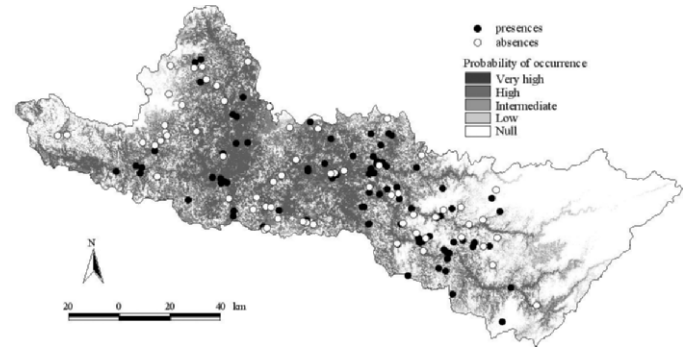 presences
absences
Probability of occurrence
Very high
High
Intermediate
Low
Null
N
20 0 20 40 km